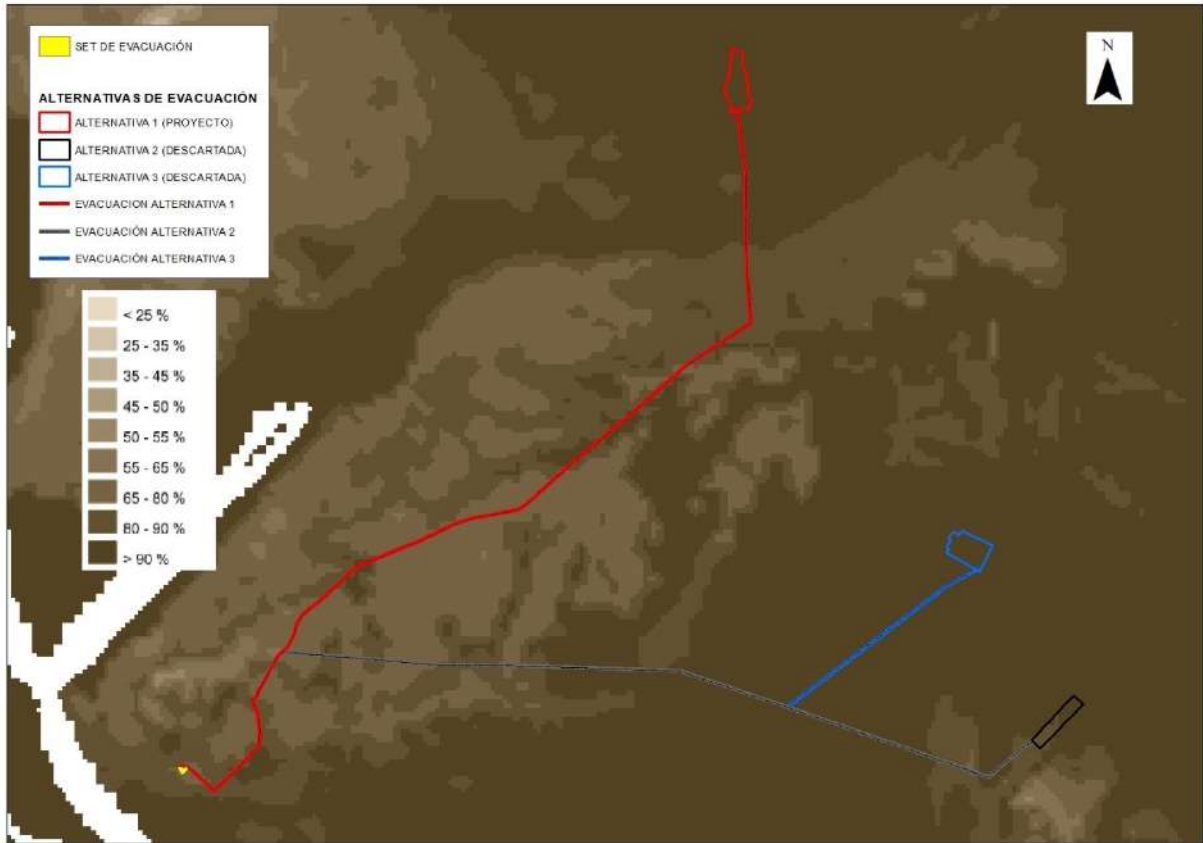 SET DE EVACUACIÓN
ALTERNATIVAS DE EVACUACIÓN
ALTERNATIVA 1 (PROYECTO)
ALTERNATIVA 2 (DESCARTADA)
ALTERNATIVA 3 (DESCARTADA)
EVACUACION ALTERNATIVA 1
EVACUACIÓN ALTERNATIVA 2
EVACUACIÓN ALTERNATIVA 3
N
< 25 %
25 - 35 %
35 - 45 %
45 - 50 %
50 - 55 %
55 - 65 %
65 - 80 %
80 - 90 %
> 90 %